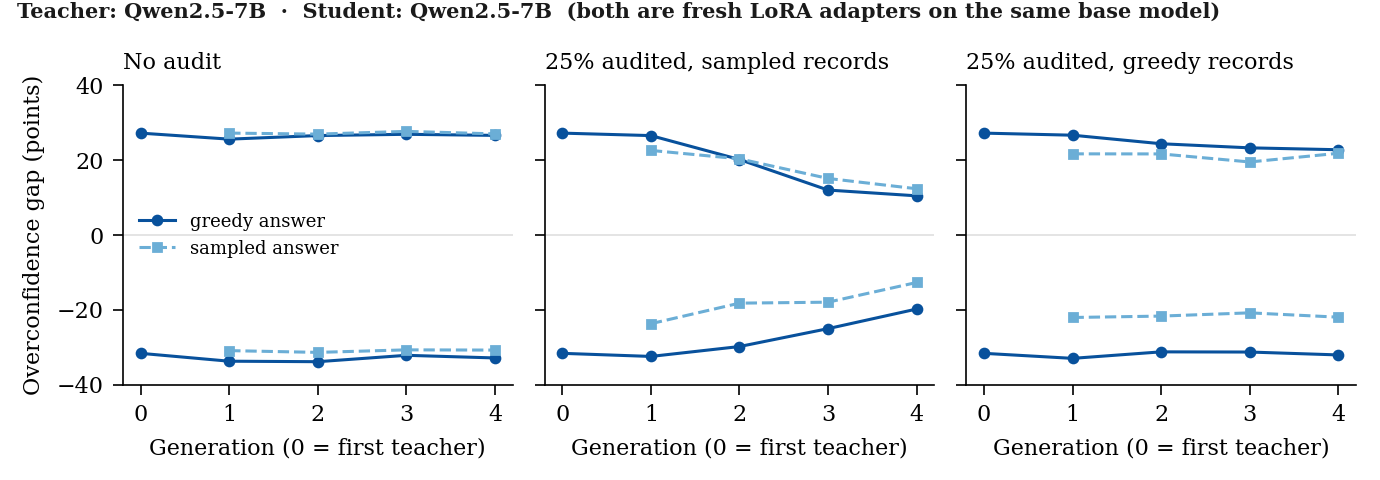 Teacher: Qwen2.5-7B · Student: Qwen2.5-7B (both are fresh LoRA adapters on the same base model)
No audit
25% audited, sampled records
25% audited, greedy records
Overconfidence gap (points)
40
20
0
−20
−40
greedy answer
sampled answer
0 1 2 3 4
0 1 2 3 4
0 1 2 3 4
Generation (0 = first teacher)
Generation (0 = first teacher)
Generation (0 = first teacher)